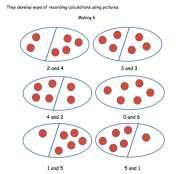 They develop ways of recording calculations using pictures
Making 6
2 and 4
3 and 3
4 and 2
0 and 6
1 and 5
5 and 1